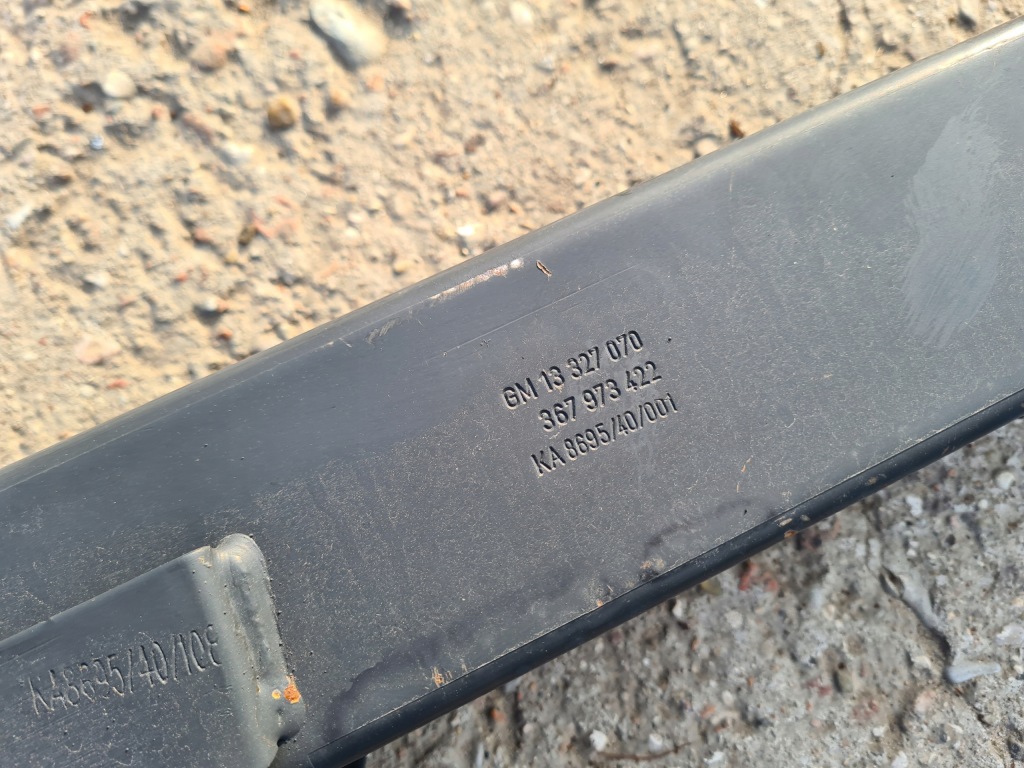 GM 13 327 070
367 973 422
KA 8695/40/001
KA8695/40/108